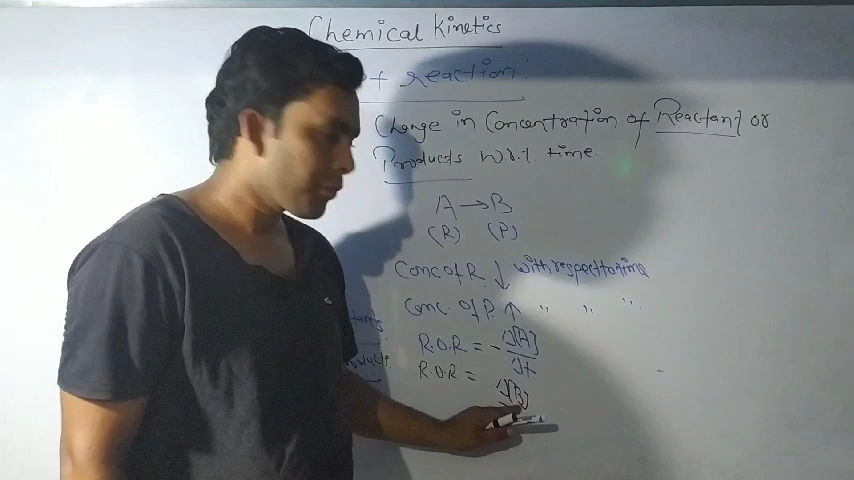 Chemical Kinetics
reaction:
Change in Concentration of Reactant or
Products w.r.t time.
A → B
(R) (P)
Conc of R ↓ with respect to time
Conc. of P. ↑ " " "
R.O.R = - d[A]
dt
R.O.R =
d[B]